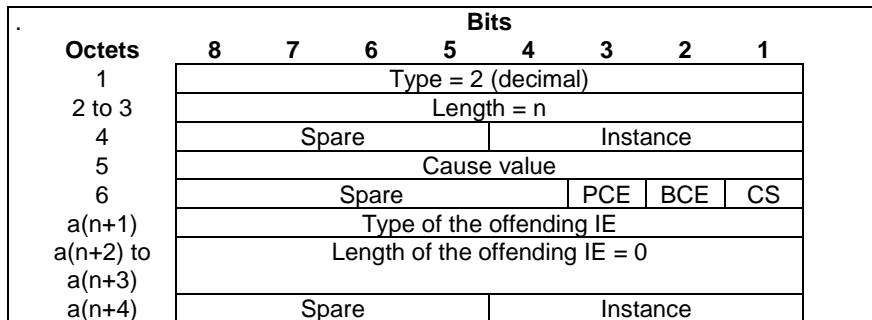 .
Bits
Octets 8 7 6 5 4 3 2 1
1 Type = 2 (decimal)
2 to 3 Length = n
4 Spare Instance
5 Cause value
6 Spare PCE BCE CS
a(n+1) Type of the offending IE
a(n+2) to Length of the offending IE = 0
a(n+3)
a(n+4) Spare Instance